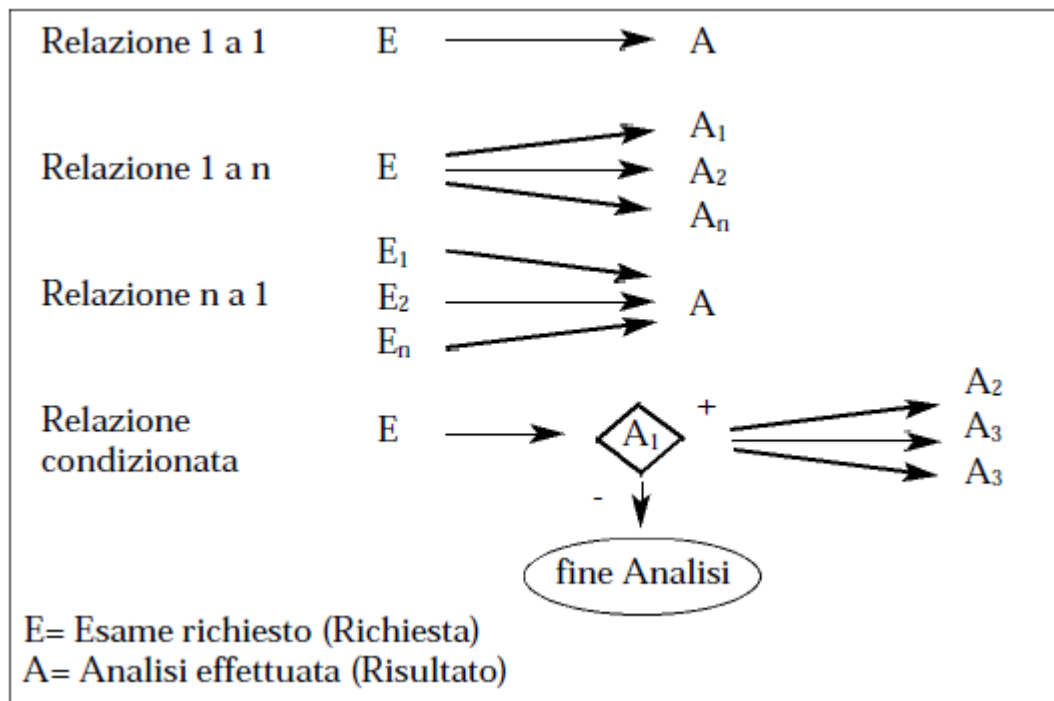 Relazione 1 a 1 E A
A₁
Relazione 1 a n E A₂
Aₙ
E₁
Relazione n a 1 E₂ A
Eₙ
A₂
Relazione E A₁ + A₃
condizionata A₃
-
fine Analisi
E= Esame richiesto (Richiesta)
A= Analisi effettuata (Risultato)